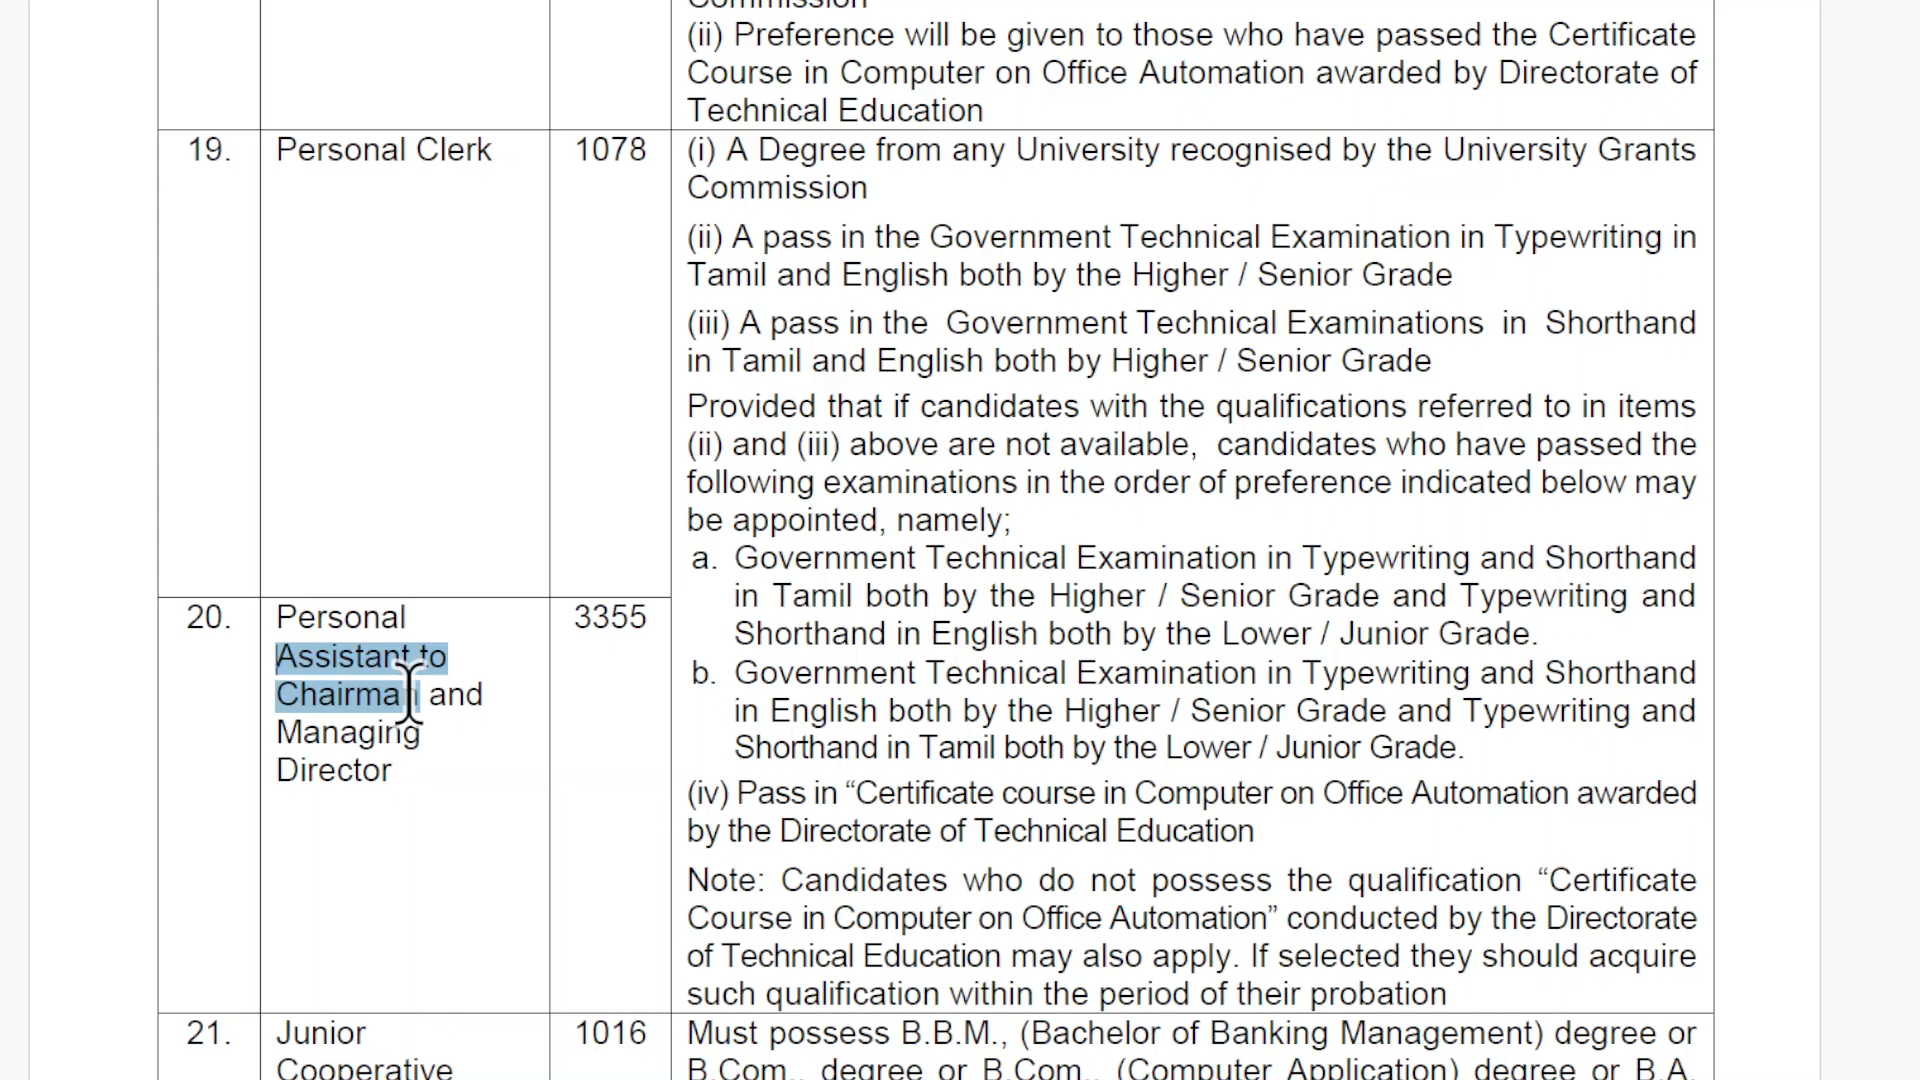 Commission
(ii) Preference will be given to those who have passed the Certificate
Course in Computer on Office Automation awarded by Directorate of
Technical Education
19.
Personal Clerk
1078
(i) A Degree from any University recognised by the University Grants
Commission
(ii) A pass in the Government Technical Examination in Typewriting in
Tamil and English both by the Higher / Senior Grade
(iii) A pass in the Government Technical Examinations in Shorthand
in Tamil and English both by Higher / Senior Grade
Provided that if candidates with the qualifications referred to in items
(ii) and (iii) above are not available, candidates who have passed the
following examinations in the order of preference indicated below may
be appointed, namely;
a. Government Technical Examination in Typewriting and Shorthand
in Tamil both by the Higher / Senior Grade and Typewriting and
Shorthand in English both by the Lower / Junior Grade.
20.
Personal
Assistant to
Chairman and
Managing
Director
3355
b. Government Technical Examination in Typewriting and Shorthand
in English both by the Higher / Senior Grade and Typewriting and
Shorthand in Tamil both by the Lower / Junior Grade.
(iv) Pass in “Certificate course in Computer on Office Automation awarded
by the Directorate of Technical Education
Note: Candidates who do not possess the qualification “Certificate
Course in Computer on Office Automation” conducted by the Directorate
of Technical Education may also apply. If selected they should acquire
such qualification within the period of their probation
21.
Junior
Cooperative
1016
Must possess B.B.M., (Bachelor of Banking Management) degree or
B.Com., degree or B.Com., (Computer Application) degree or B.A.